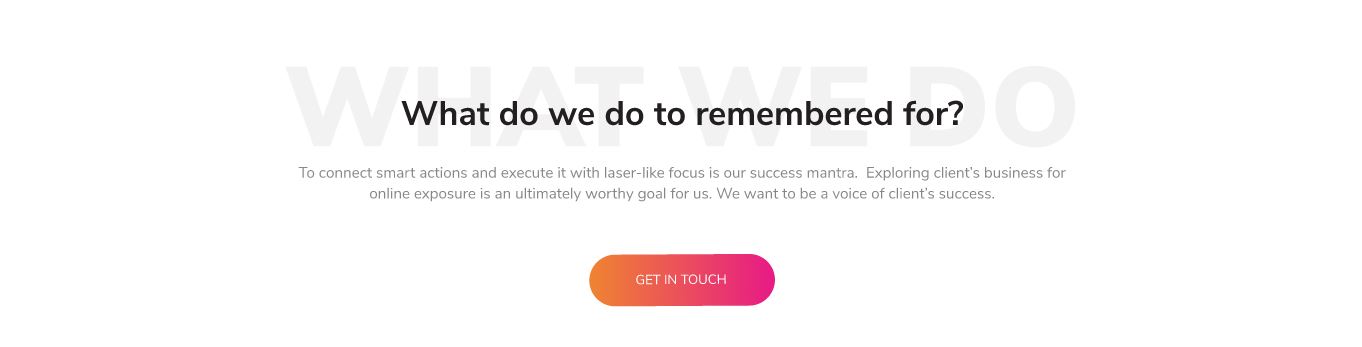 WHAT WE DO
What do we do to remembered for?
To connect smart actions and execute it with laser-like focus is our success mantra.  Exploring client's business for
online exposure is an ultimately worthy goal for us. We want to be a voice of client's success.
GET IN TOUCH